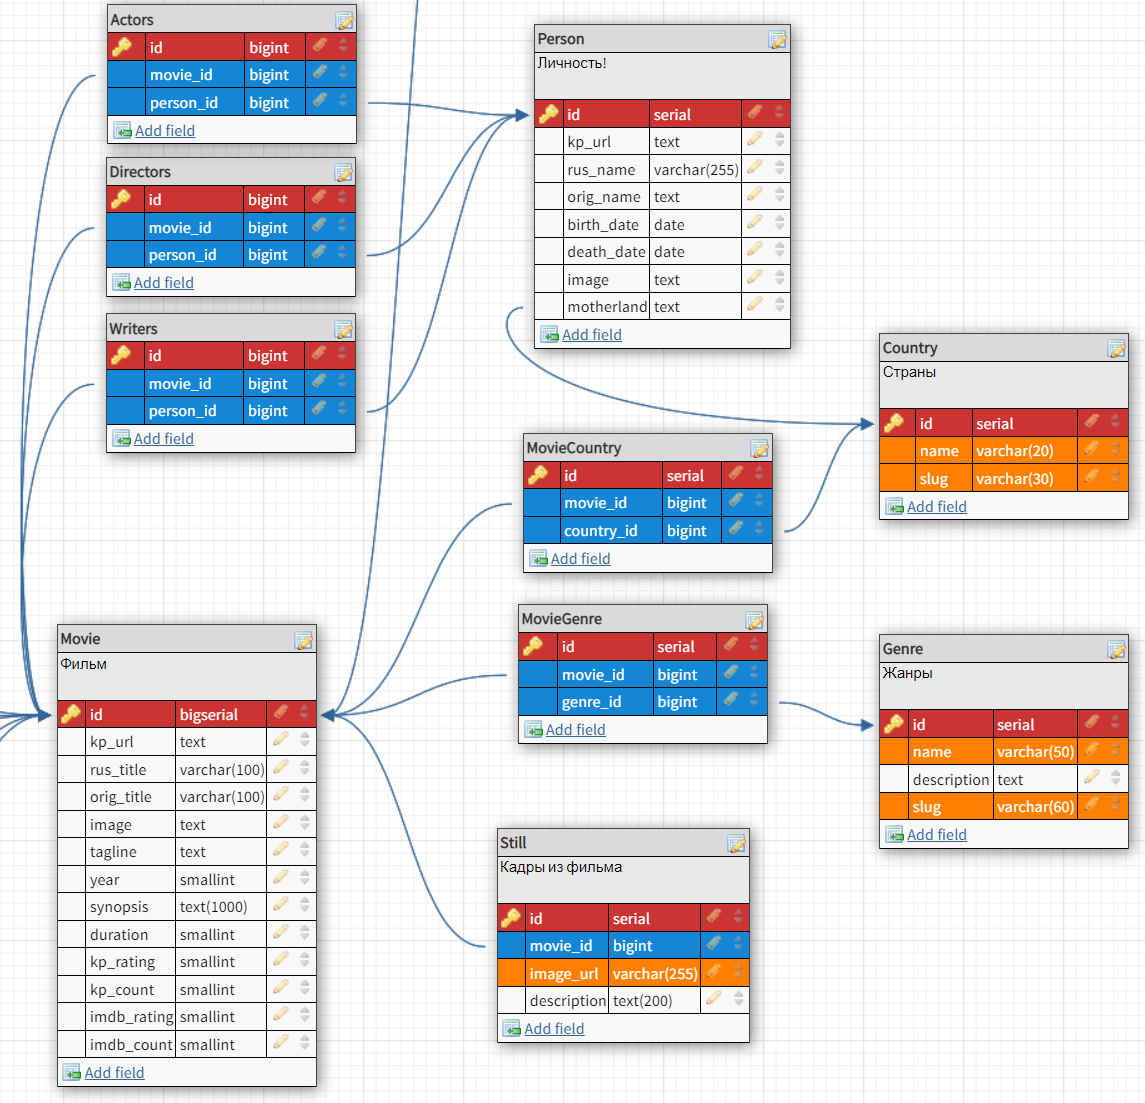 Actors
id bigint
movie_id bigint
person_id bigint
Add field
Directors
id bigint
movie_id bigint
person_id bigint
Add field
Writers
id bigint
movie_id bigint
person_id bigint
Add field
Person
Личность!
id serial
kp_url text
rus_name varchar(255)
orig_name text
birth_date date
death_date date
image text
motherland text
Add field
Country
Страны
id serial
name varchar(20)
slug varchar(30)
Add field
MovieCountry
id serial
movie_id bigint
country_id bigint
Add field
MovieGenre
id serial
movie_id bigint
genre_id bigint
Add field
Genre
Жанры
id serial
name varchar(50)
description text
slug varchar(60)
Add field
Movie
Фильм
id bigserial
kp_url text
rus_title varchar(100)
orig_title varchar(100)
image text
tagline text
year smallint
synopsis text(1000)
duration smallint
kp_rating smallint
kp_count smallint
imdb_rating smallint
imdb_count smallint
Add field
Still
Кадры из фильма
id serial
movie_id bigint
image_url varchar(255)
description text(200)
Add field